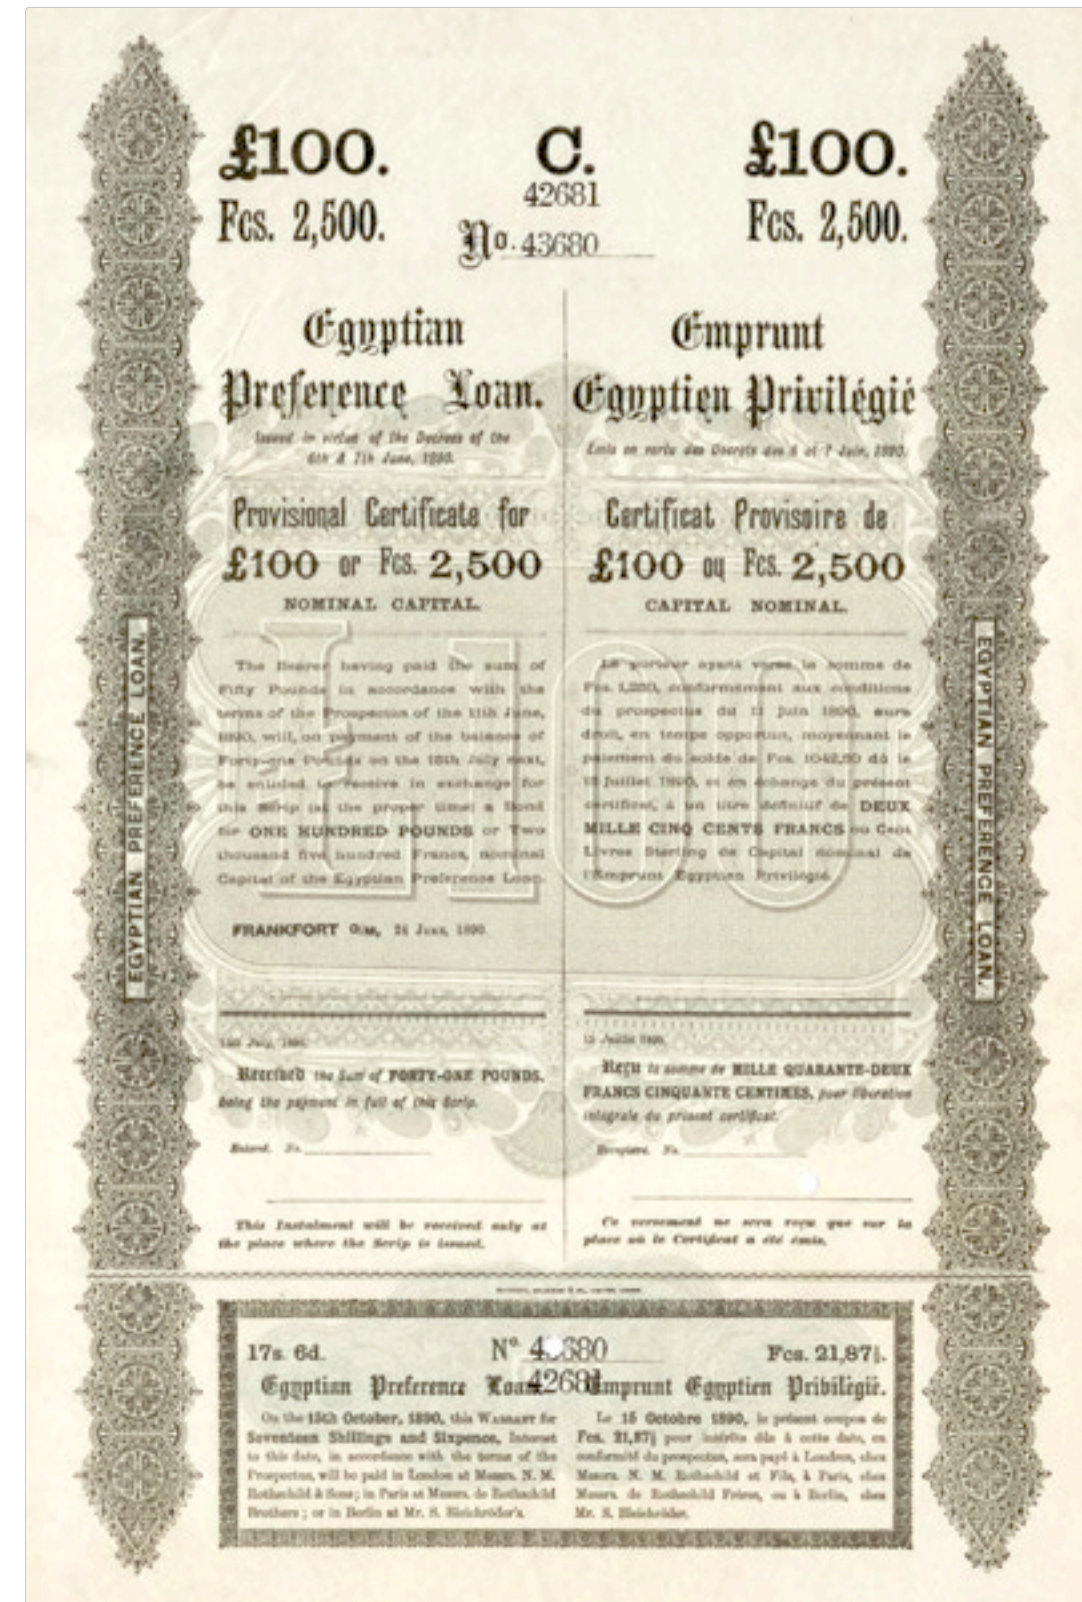 £100. C. £100.
42681
Fcs. 2,500. No. 43680 Fcs. 2,500.
Egyptian
Preference Loan.
Issued in virtue of the Decrees of the
6th & 7th June, 1890.
Provisional Certificate for
£100 or Fcs. 2,500
NOMINAL CAPITAL.
The Bearer having paid the sum of
Fifty Pounds in accordance with the
terms of the Prospectus of the 11th June,
1890, will, on payment of the balance of
Forty-one Pounds on the 15th July next,
be entitled to receive in exchange for
this Scrip (at the proper time) a Bond
for ONE HUNDRED POUNDS or Two
thousand five hundred Francs, nominal
Capital of the Egyptian Preference Loan.
FRANKFORT O/M, 24 June, 1890.
15th July, 1890.
Received the Sum of FORTY-ONE POUNDS,
being the payment in full of this Scrip.
Entered. No.
This Instalment will be received only at
the place where the Scrip is issued.
Emprunt
Egyptien Privilégié
Emis en vertu des Décrets des 6 et 7 Juin, 1890.
Certificat Provisoire de
£100 ou Fcs. 2,500
CAPITAL NOMINAL.
Le porteur ayant versé la somme de
Fcs. 1,250, conformément aux conditions
du prospectus du 11 Juin 1890, aura
droit, en temps opportun, moyennant le
paiement du solde de Fcs. 1042,50 dû le
15 Juillet 1890, et en échange du présent
certificat, à un titre définitif de DEUX
MILLE CINQ CENTS FRANCS ou Cent
Livres Sterling de Capital nominal de
l'Emprunt Egyptien Privilégié.
15 Juillet 1890.
Reçu la somme de MILLE QUARANTE-DEUX
FRANCS CINQUANTE CENTIMES, pour libération
intégrale du présent certificat.
Enregistré. No.
Ce versement ne sera reçu que sur la
place où le Certificat a été émis.
EGYPTIAN PREFERENCE LOAN.
EGYPTIAN PREFERENCE LOAN.
17s. 6d. No 43680 Fcs. 21,87½.
42681
Egyptian Preference Loan. Emprunt Egyptien Pribilégié.
On the 15th October, 1890, this WARRANT for
Seventeen Shillings and Sixpence, Interest
to this date, in accordance with the terms of the
Prospectus, will be paid in London at Messrs. N. M.
Rothschild & Sons; in Paris at Messrs. de Rothschild
Brothers; or in Berlin at Mr. S. Bleichröder's.
Le 15 Octobre 1890, le présent coupon de
Fcs. 21,87½ pour intérêts dûs à cette date, en
conformité du prospectus, sera payé à Londres, chez
Messrs. N. M. Rothschild et Fils, à Paris, chez
Messrs. de Rothschild Frères, ou à Berlin, chez
Mr. S. Bleichröder.